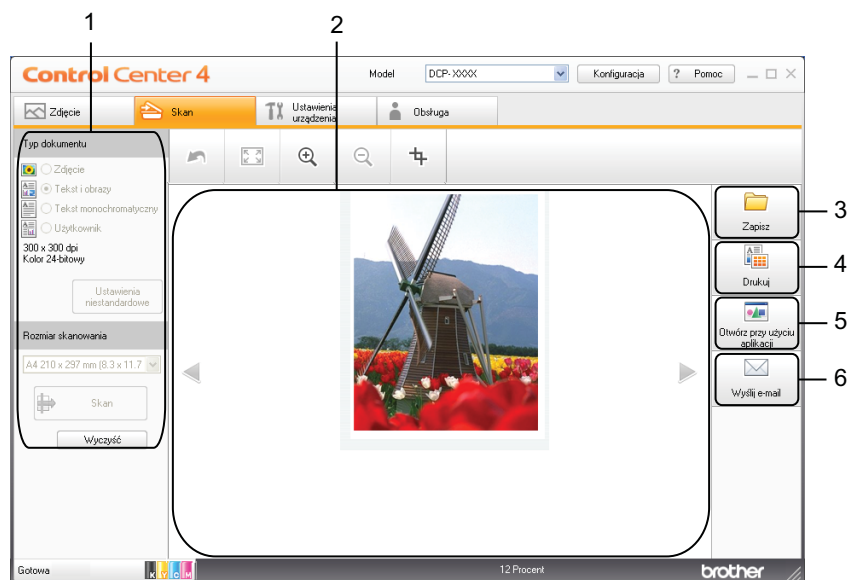 1
2
Control Center 4
Model
DCP-XXXX
Konfiguracja
? Pomoc
Zdjęcie
Skan
Ustawienia
urządzenia
Obsługa
Typ dokumentu
Zdjęcie
Tekst i obrazy
Tekst monochromatyczny
Użytkownik
300 x 300 dpi
Kolor 24-bitowy
Ustawienia
niestandardowe
Rozmiar skanowania
A4 210 x 297 mm (8.3 x 11.7
Skan
Wyczyść
Zapisz
3
Drukuj
4
Otwórz przy użyciu
aplikacji
5
Wyślij e-mail
6
Gotowa
K Y C M
12 Procent
brother